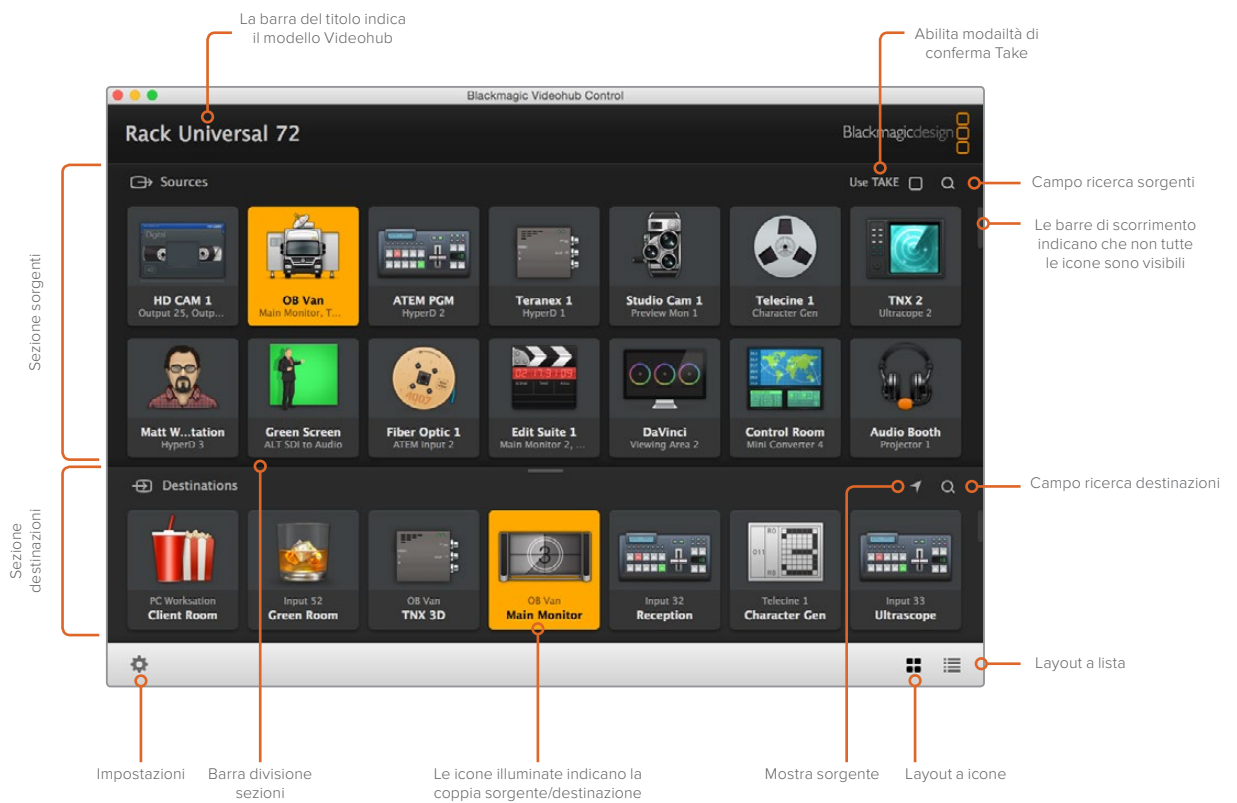 La barra del titolo indica
il modello Videohub
Abilita modailtà di
conferma Take
Blackmagic Videohub Control
Rack Universal 72
Blackmagicdesign
Sources
Use TAKE
Campo ricerca sorgenti
Le barre di scorrimento
indicano che non tutte
le icone sono visibili
Sezione sorgenti
Digital
HD CAM 1
Output 25, Outp...
OB Van
Main Monitor, T...
ATEM PGM
HyperD 2
Teranex 1
HyperD 1
Studio Cam 1
Preview Mon 1
Telecine 1
Character Gen
TNX 2
Ultrascope 2
Matt W...tation
HyperD 3
Green Screen
ALT SDI to Audio
AQ07
Fiber Optic 1
ATEM Input 2
Edit Suite 1
Main Monitor 2, ...
DaVinci
Viewing Area 2
Control Room
Mini Converter 4
Audio Booth
Projector 1
Destinations
Campo ricerca destinazioni
Sezione
destinazioni
PC Worksation
Client Room
Input 52
Green Room
OB Van
TNX 3D
3
OB Van
Main Monitor
Input 32
Reception
R0
011
R8
Telecine 1
Character Gen
Input 33
Ultrascope
Layout a lista
Impostazioni
Barra divisione
sezioni
Le icone illuminate indicano la
coppia sorgente/destinazione
Mostra sorgente
Layout a icone